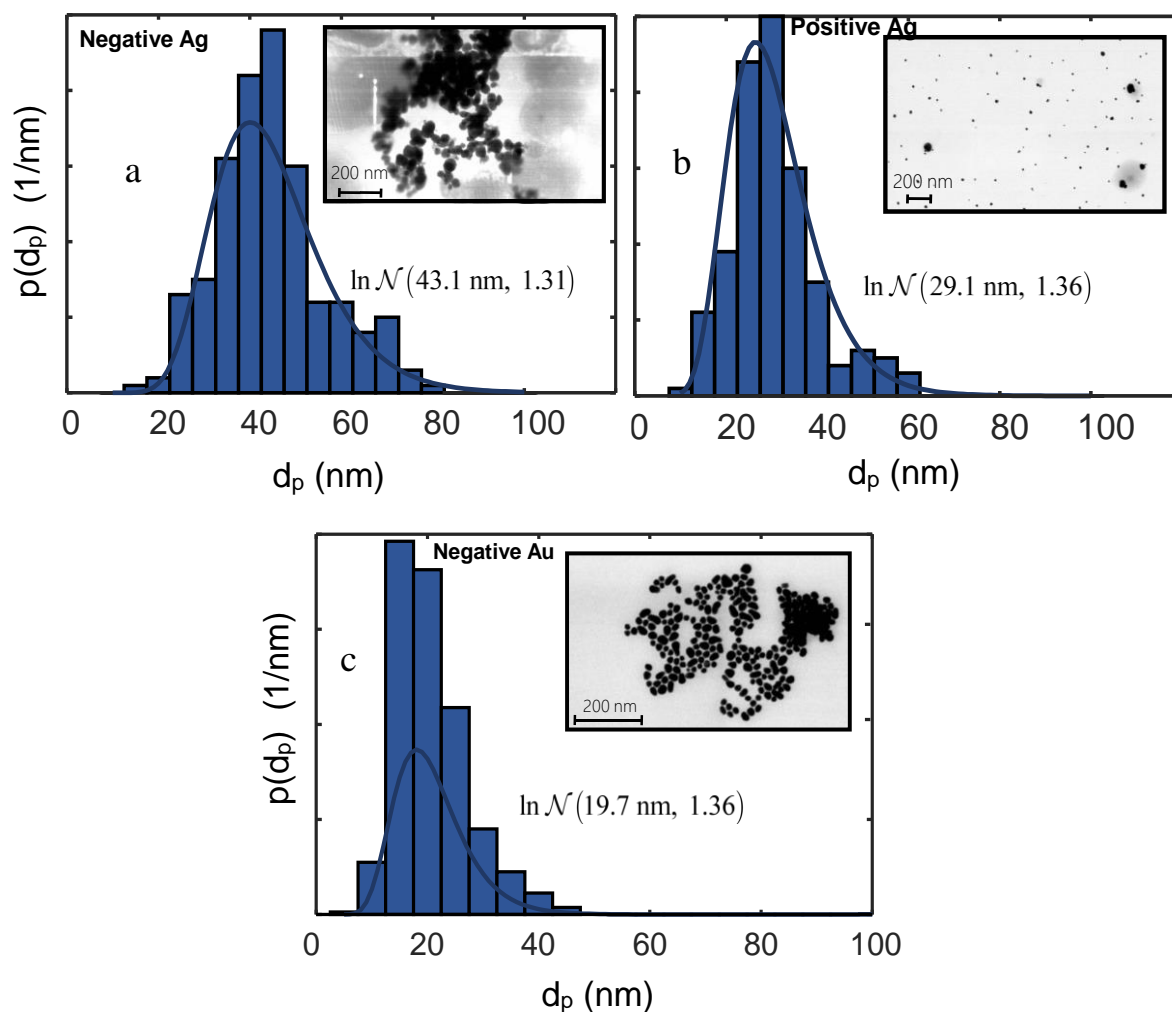 Negative Ag
a
200 nm
ln 𝒩(43.1 nm, 1.31)
p(dₚ) (1/nm)
0 20 40 60 80 100
dₚ (nm)
Positive Ag
b
200 nm
ln 𝒩(29.1 nm, 1.36)
0 20 40 60 80 100
dₚ (nm)
Negative Au
c
200 nm
ln 𝒩(19.7 nm, 1.36)
p(dₚ) (1/nm)
0 20 40 60 80 100
dₚ (nm)